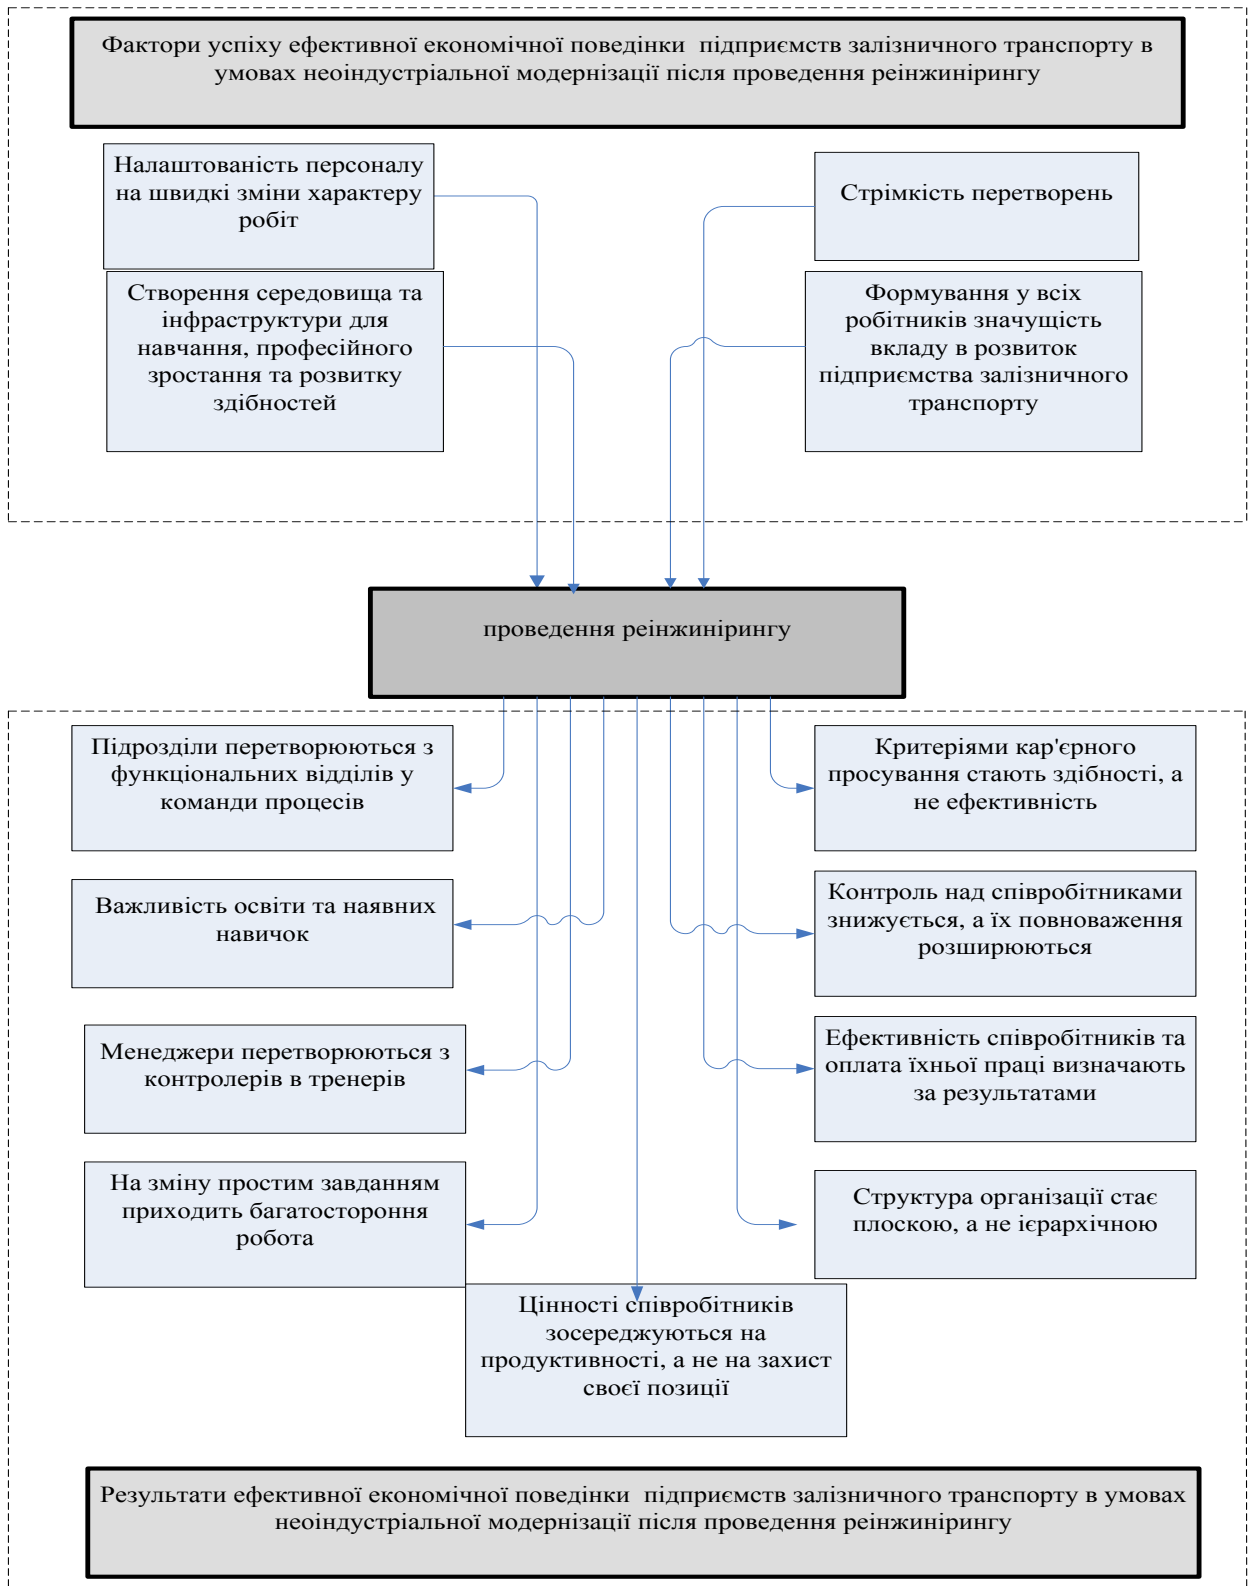 Фактори успіху ефективної економічної поведінки підприємств залізничного транспорту в
умовах неоіндустріальної модернізації після проведення реінжинірингу
Налаштованість персоналу
на швидкі зміни характеру
робіт
Стрімкість перетворень
Створення середовища та
інфраструктури для
навчання, професійного
зростання та розвитку
здібностей
Формування у всіх
робітників значущість
вкладу в розвиток
підприємства залізничного
транспорту
проведення реінжинірингу
Підрозділи перетворюються з
функціональних відділів у
команди процесів
Критеріями кар'єрного
просування стають здібності, а
не ефективність
Важливість освіти та наявних
навичок
Контроль над співробітниками
знижується, а їх повноваження
розширюються
Менеджери перетворюються з
контролерів в тренерів
Ефективність співробітників та
оплата їхньої праці визначають
за результатами
На зміну простим завданням
приходить багатостороння
робота
Структура організації стає
плоскою, а не ієрархічною
Цінності співробітників
зосереджуються на
продуктивності, а не на захист
своєї позиції
Результати ефективної економічної поведінки підприємств залізничного транспорту в умовах
неоіндустріальної модернізації після проведення реінжинірингу